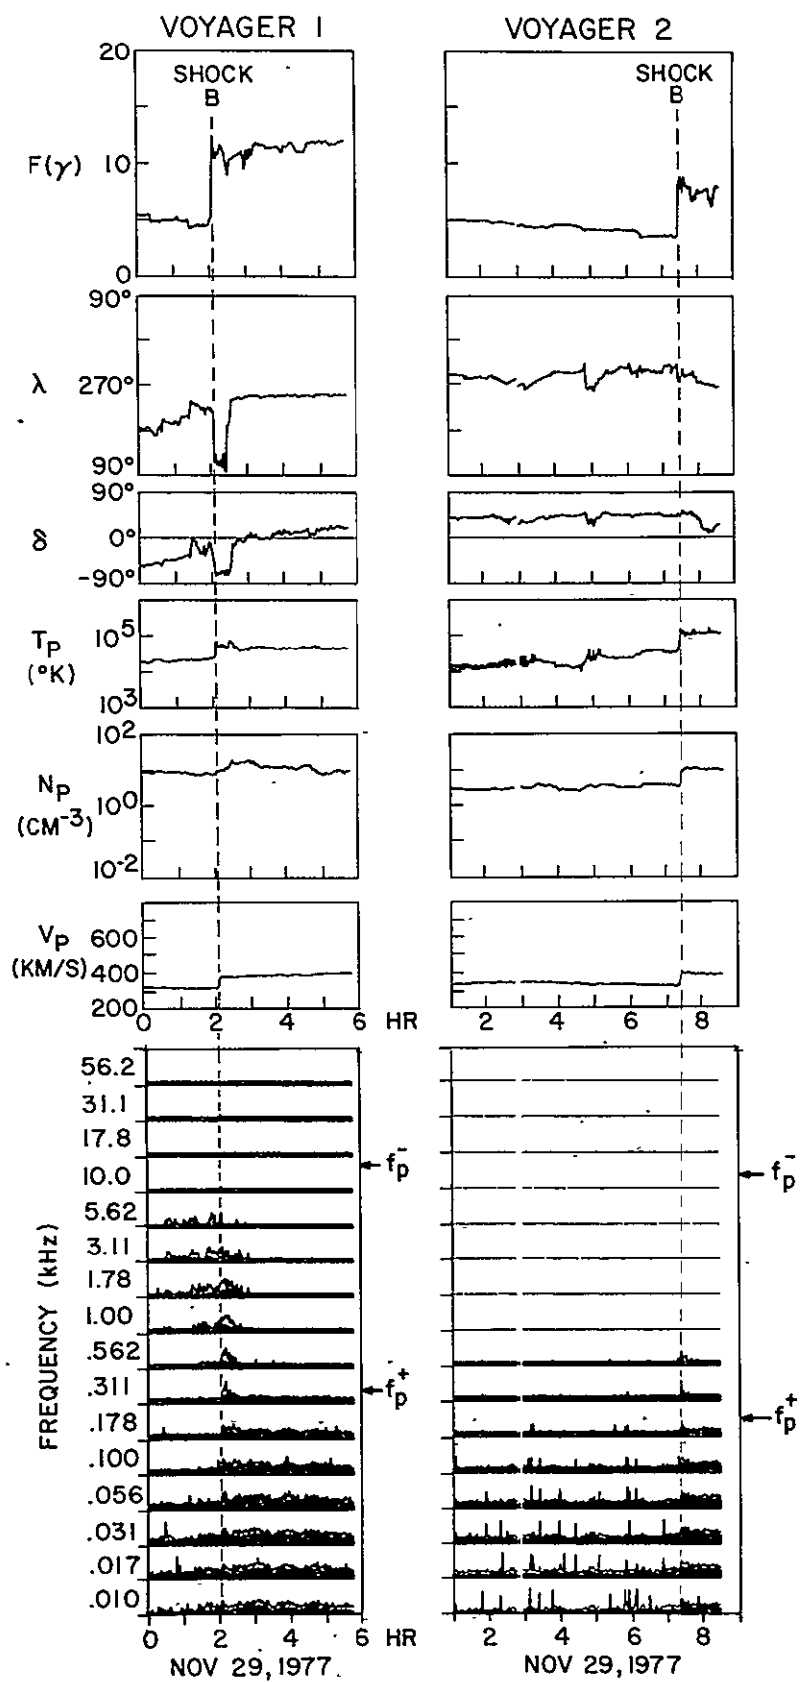 VOYAGER 1
VOYAGER 2
20
SHOCK
B
SHOCK
B
F(γ) 10
0
90°
λ 270°
90°
90°
δ 0°
-90°
Tp 10⁵
(°K)
10³
10²
Np 10⁰
(CM⁻³)
10⁻²
Vp 600
(KM/S) 400
200
0 2 4 6 HR 2 4 6 8
56.2
31.1
17.8
fp⁻
fp⁻
10.0
5.62
3.11
1.78
1.00
.562
.311
fp⁺
fp⁺
.178
.100
.056
.031
.017
.010
FREQUENCY (kHz)
0 2 4 6 HR 2 4 6 8
NOV 29, 1977.
NOV 29, 1977